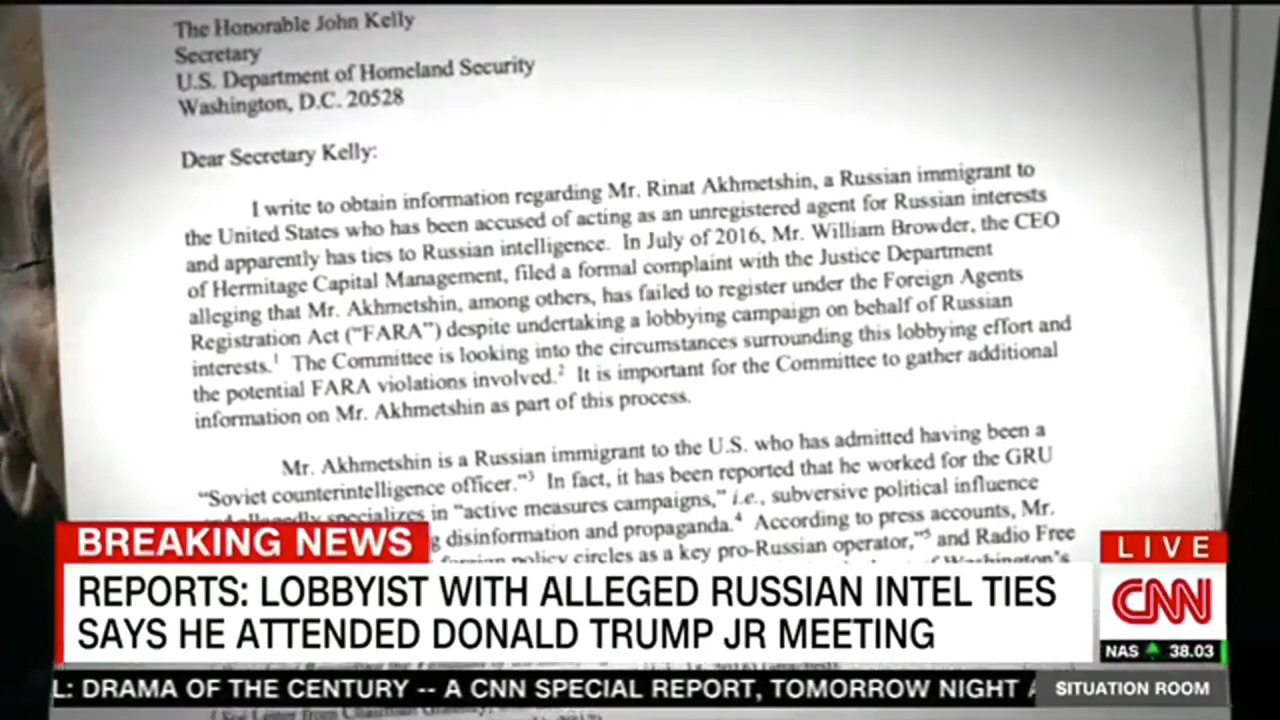 The Honorable John Kelly
Secretary
U.S. Department of Homeland Security
Washington, D.C. 20528
Dear Secretary Kelly:
I write to obtain information regarding Mr. Rinat Akhmetshin, a Russian immigrant to
the United States who has been accused of acting as an unregistered agent for Russian interests
and apparently has ties to Russian intelligence. In July of 2016, Mr. William Browder, the CEO
of Hermitage Capital Management, filed a formal complaint with the Justice Department
alleging that Mr. Akhmetshin, among others, has failed to register under the Foreign Agents
Registration Act ("FARA") despite undertaking a lobbying campaign on behalf of Russian
interests.¹ The Committee is looking into the circumstances surrounding this lobbying effort and
the potential FARA violations involved.² It is important for the Committee to gather additional
information on Mr. Akhmetshin as part of this process.
Mr. Akhmetshin is a Russian immigrant to the U.S. who has admitted having been a
"Soviet counterintelligence officer."³ In fact, it has been reported that he worked for the GRU
specializes in "active measures campaigns," i.e., subversive political influence
disinformation and propaganda.⁴ According to press accounts, Mr.
foreign policy circles as a key pro-Russian operator,"⁵ and Radio Free
of Washington's
BREAKING NEWS
REPORTS: LOBBYIST WITH ALLEGED RUSSIAN INTEL TIES
SAYS HE ATTENDED DONALD TRUMP JR MEETING
LIVE
CNN
NAS 38.03
L: DRAMA OF THE CENTURY -- A CNN SPECIAL REPORT, TOMORROW NIGHT
SITUATION ROOM